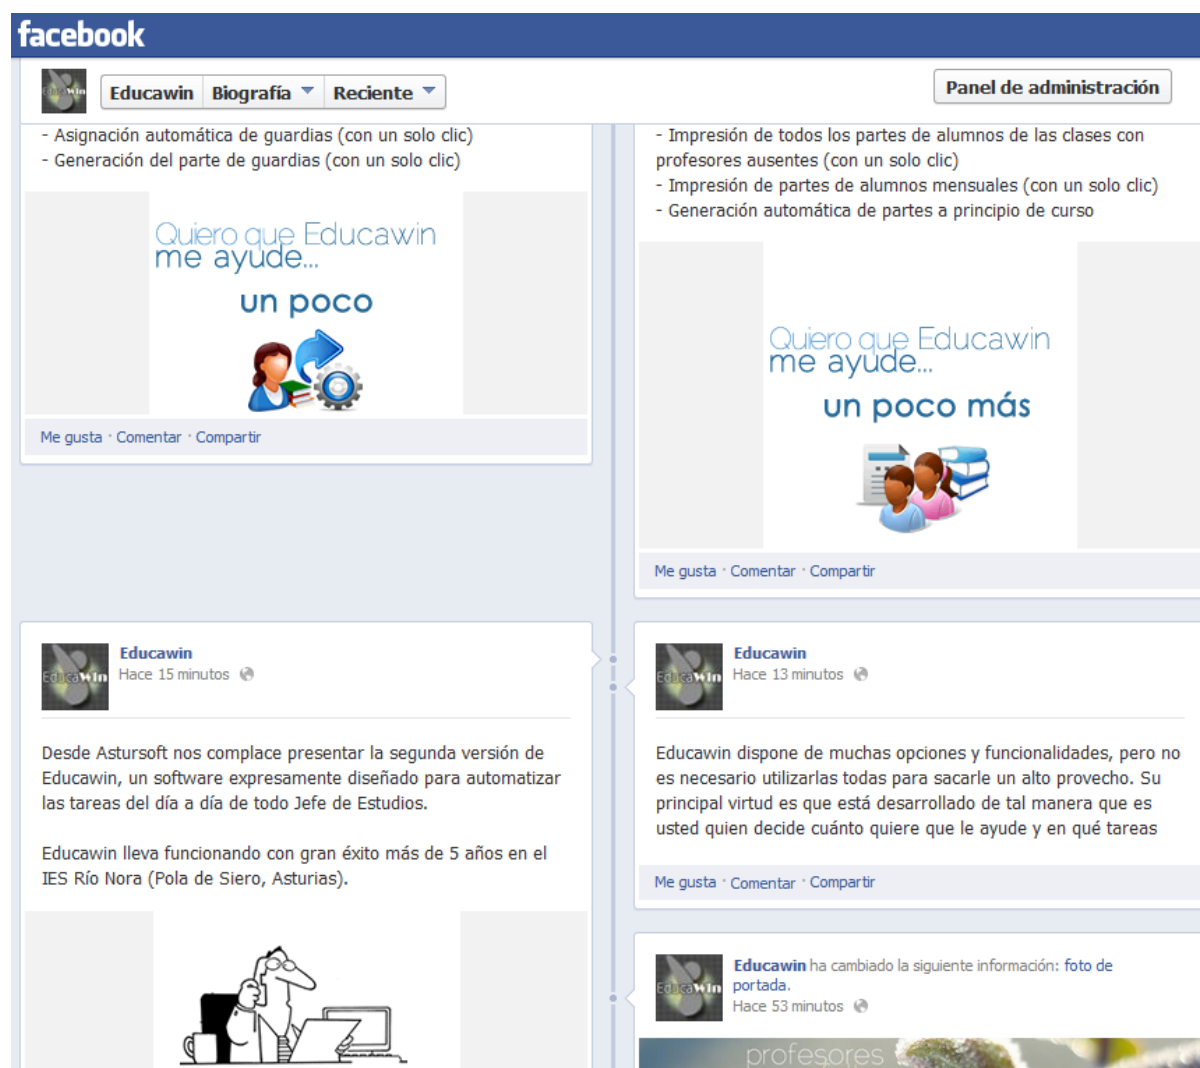 facebook
Educawin Biografía Reciente
Panel de administración
- Asignación automática de guardias (con un solo clic)
- Generación del parte de guardias (con un solo clic)
Quiero que Educawin
me ayude...
un poco
Me gusta · Comentar · Compartir
- Impresión de todos los partes de alumnos de las clases con
profesores ausentes (con un solo clic)
- Impresión de partes de alumnos mensuales (con un solo clic)
- Generación automática de partes a principio de curso
Quiero que Educawin
me ayude...
un poco más
Me gusta · Comentar · Compartir
EducaWin
Educawin
Hace 15 minutos
Desde Astursoft nos complace presentar la segunda versión de
Educawin, un software expresamente diseñado para automatizar
las tareas del día a día de todo Jefe de Estudios.
Educawin lleva funcionando con gran éxito más de 5 años en el
IES Río Nora (Pola de Siero, Asturias).
EducaWin
Educawin
Hace 13 minutos
Educawin dispone de muchas opciones y funcionalidades, pero no
es necesario utilizarlas todas para sacarle un alto provecho. Su
principal virtud es que está desarrollado de tal manera que es
usted quien decide cuánto quiere que le ayude y en qué tareas
Me gusta · Comentar · Compartir
EducaWin
Educawin ha cambiado la siguiente información: foto de
portada.
Hace 53 minutos
profesores